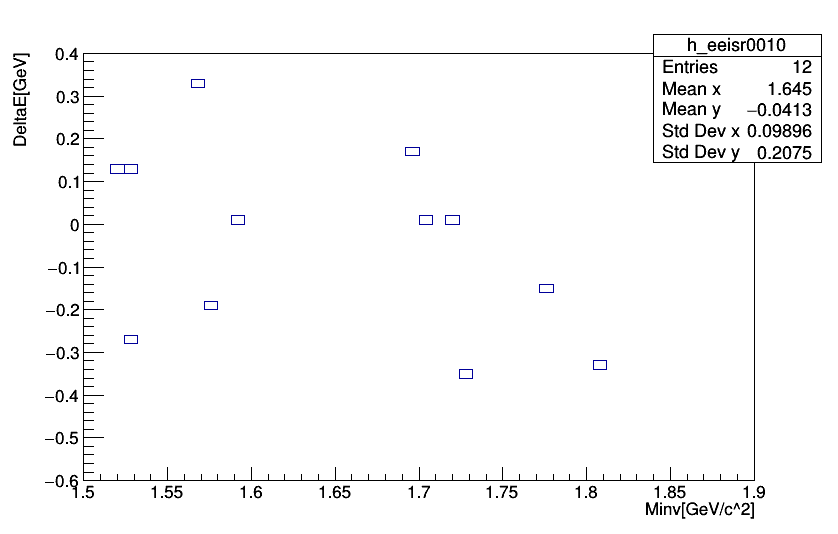 h_eeisr0010
Entries 12
Mean x 1.645
Mean y −0.0413
Std Dev x 0.09896
Std Dev y 0.2075
DeltaE[GeV]
0.4
0.3
0.2
0.1
0
−0.1
−0.2
−0.3
−0.4
−0.5
−0.6
1.5 1.55 1.6 1.65 1.7 1.75 1.8 1.85 1.9
Minv[GeV/c^2]